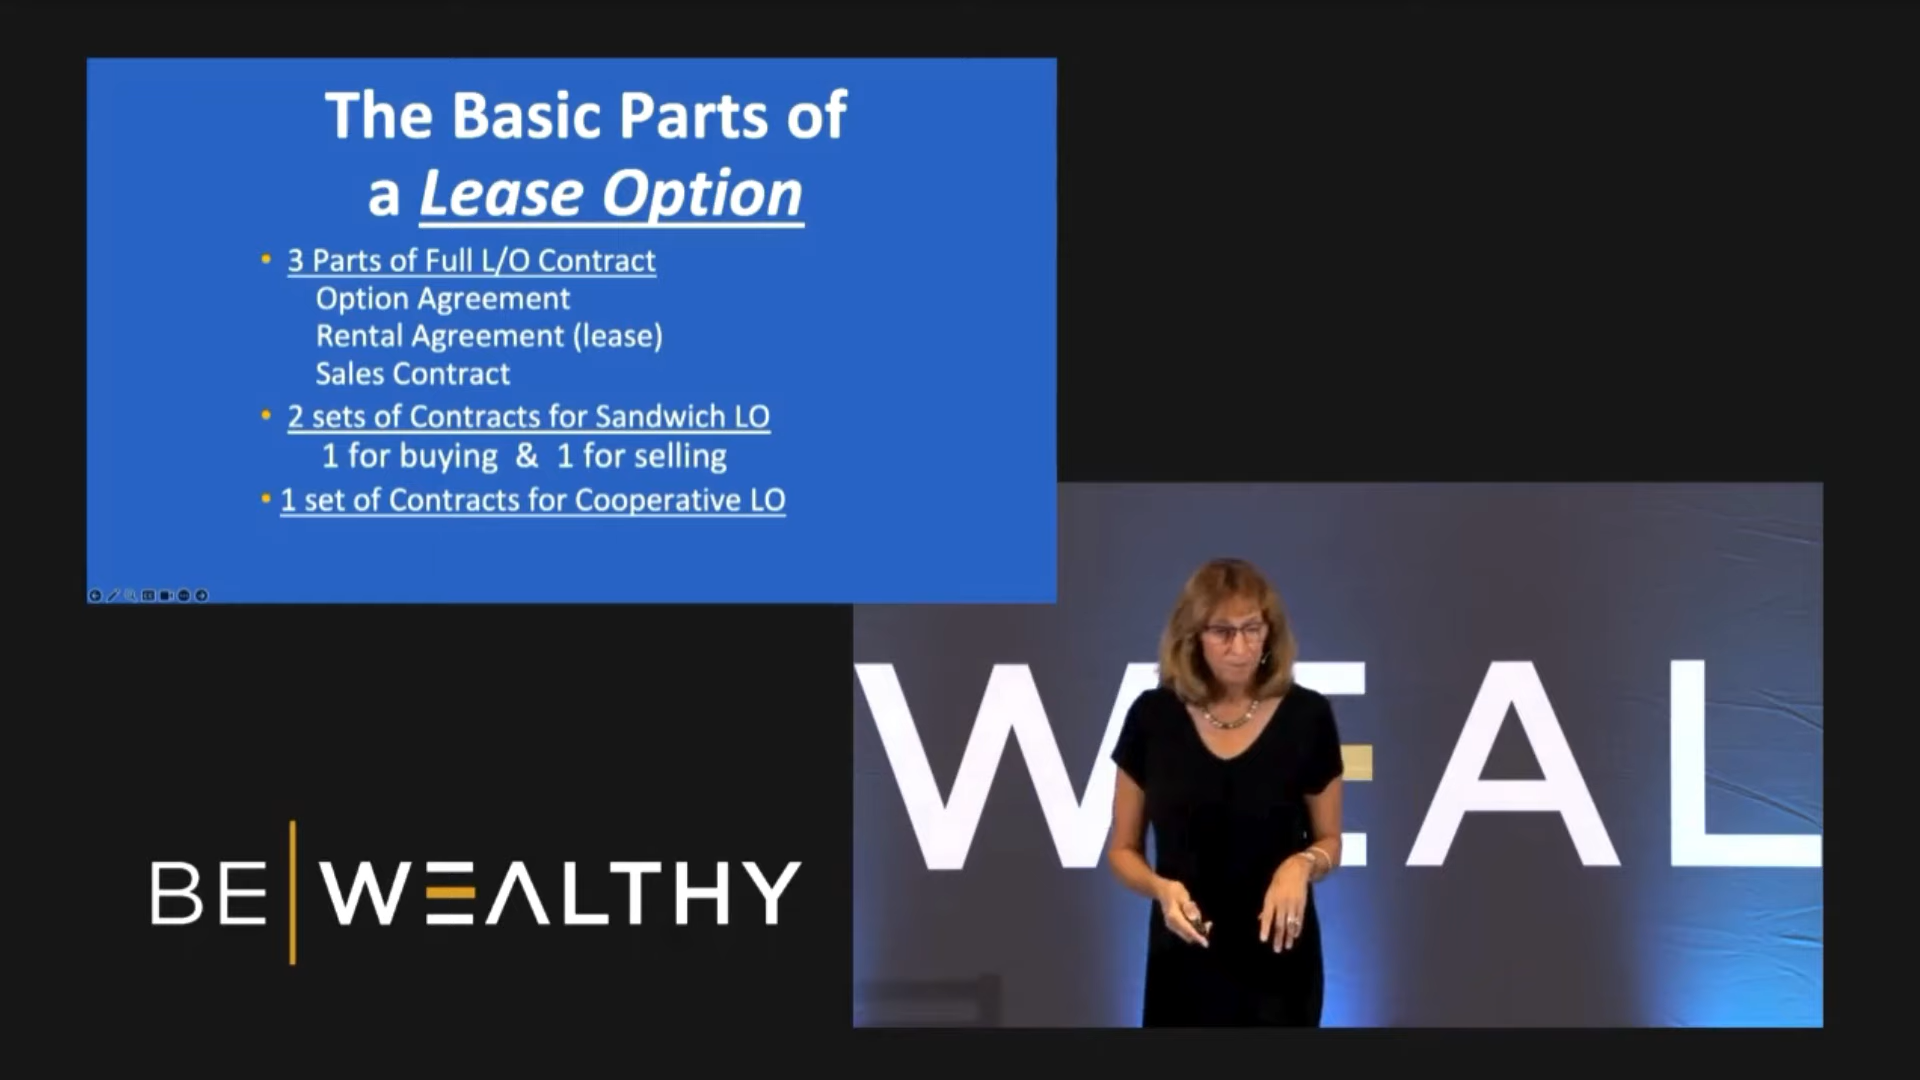 The Basic Parts of
a Lease Option
• 3 Parts of Full L/O Contract
Option Agreement
Rental Agreement (lease)
Sales Contract
• 2 sets of Contracts for Sandwich LO
1 for buying & 1 for selling
• 1 set of Contracts for Cooperative LO
BE WEALTHY
WEAL